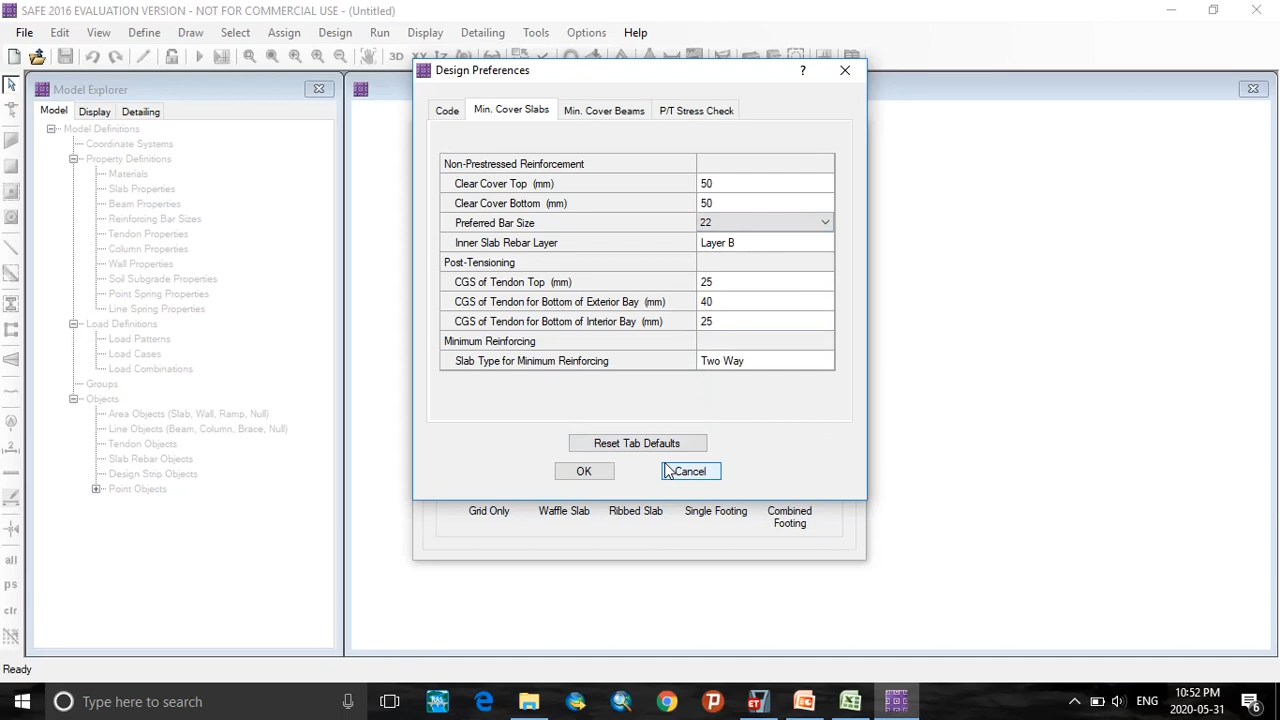 SAFE 2016 EVALUATION VERSION - NOT FOR COMMERCIAL USE - (Untitled)
File Edit View Define Draw Select Assign Design Run Display Detailing Tools Options Help
3D
Model Explorer
Model Display Detailing
Model Definitions
Coordinate Systems
Property Definitions
Materials
Slab Properties
Beam Properties
Reinforcing Bar Sizes
Tendon Properties
Column Properties
Wall Properties
Soil Subgrade Properties
Point Spring Properties
Line Spring Properties
Load Definitions
Load Patterns
Load Cases
Load Combinations
Groups
Objects
Area Objects (Slab, Wall, Ramp, Null)
Line Objects (Beam, Column, Brace, Null)
Tendon Objects
Slab Rebar Objects
Design Strip Objects
Point Objects
all
ps
clr
Design Preferences
?
Code Min. Cover Slabs Min. Cover Beams P/T Stress Check
Non-Prestressed Reinforcement
Clear Cover Top (mm) 50
Clear Cover Bottom (mm) 50
Preferred Bar Size 22
Inner Slab Rebar Layer Layer B
Post-Tensioning
CGS of Tendon Top (mm) 25
CGS of Tendon for Bottom of Exterior Bay (mm) 40
CGS of Tendon for Bottom of Interior Bay (mm) 25
Minimum Reinforcing
Slab Type for Minimum Reinforcing Two Way
Reset Tab Defaults
OK Cancel
Grid Only Waffle Slab Ribbed Slab Single Footing Combined Footing
Ready
Type here to search
ENG
10:52 PM
2020-05-31
6